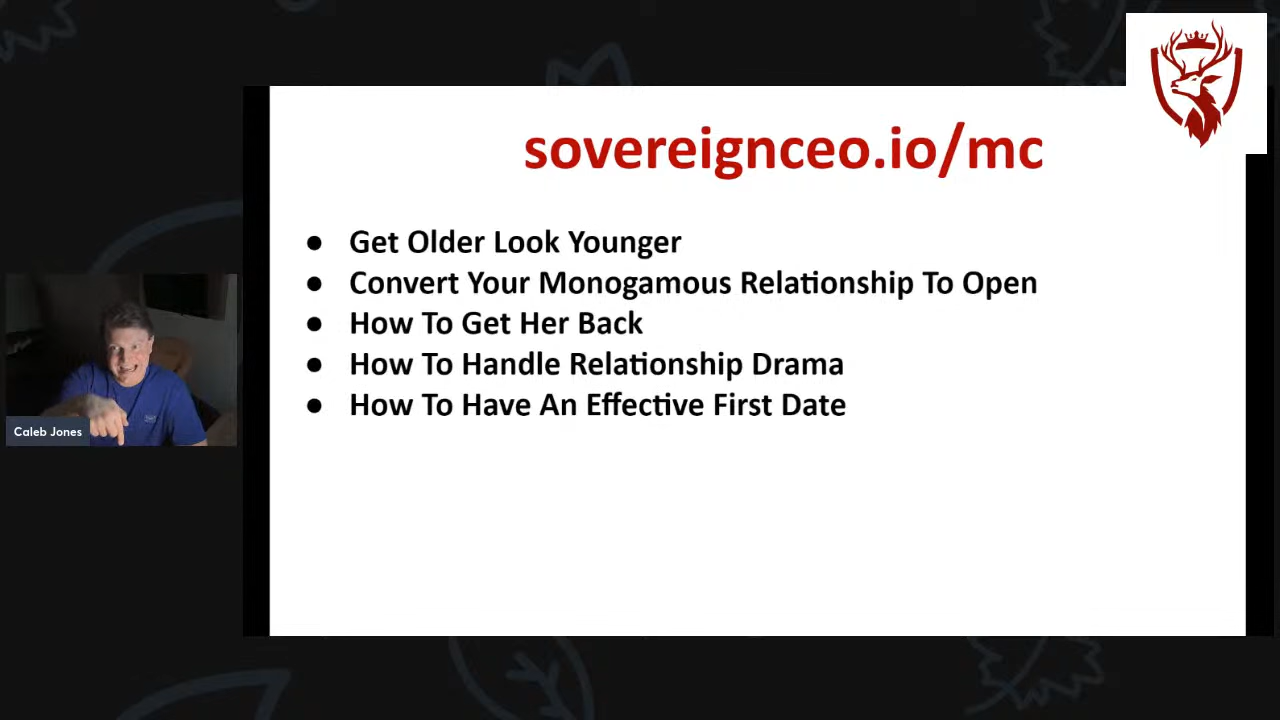 sovereignceo.io/mc
● Get Older Look Younger
● Convert Your Monogamous Relationship To Open
● How To Get Her Back
● How To Handle Relationship Drama
● How To Have An Effective First Date
Caleb Jones